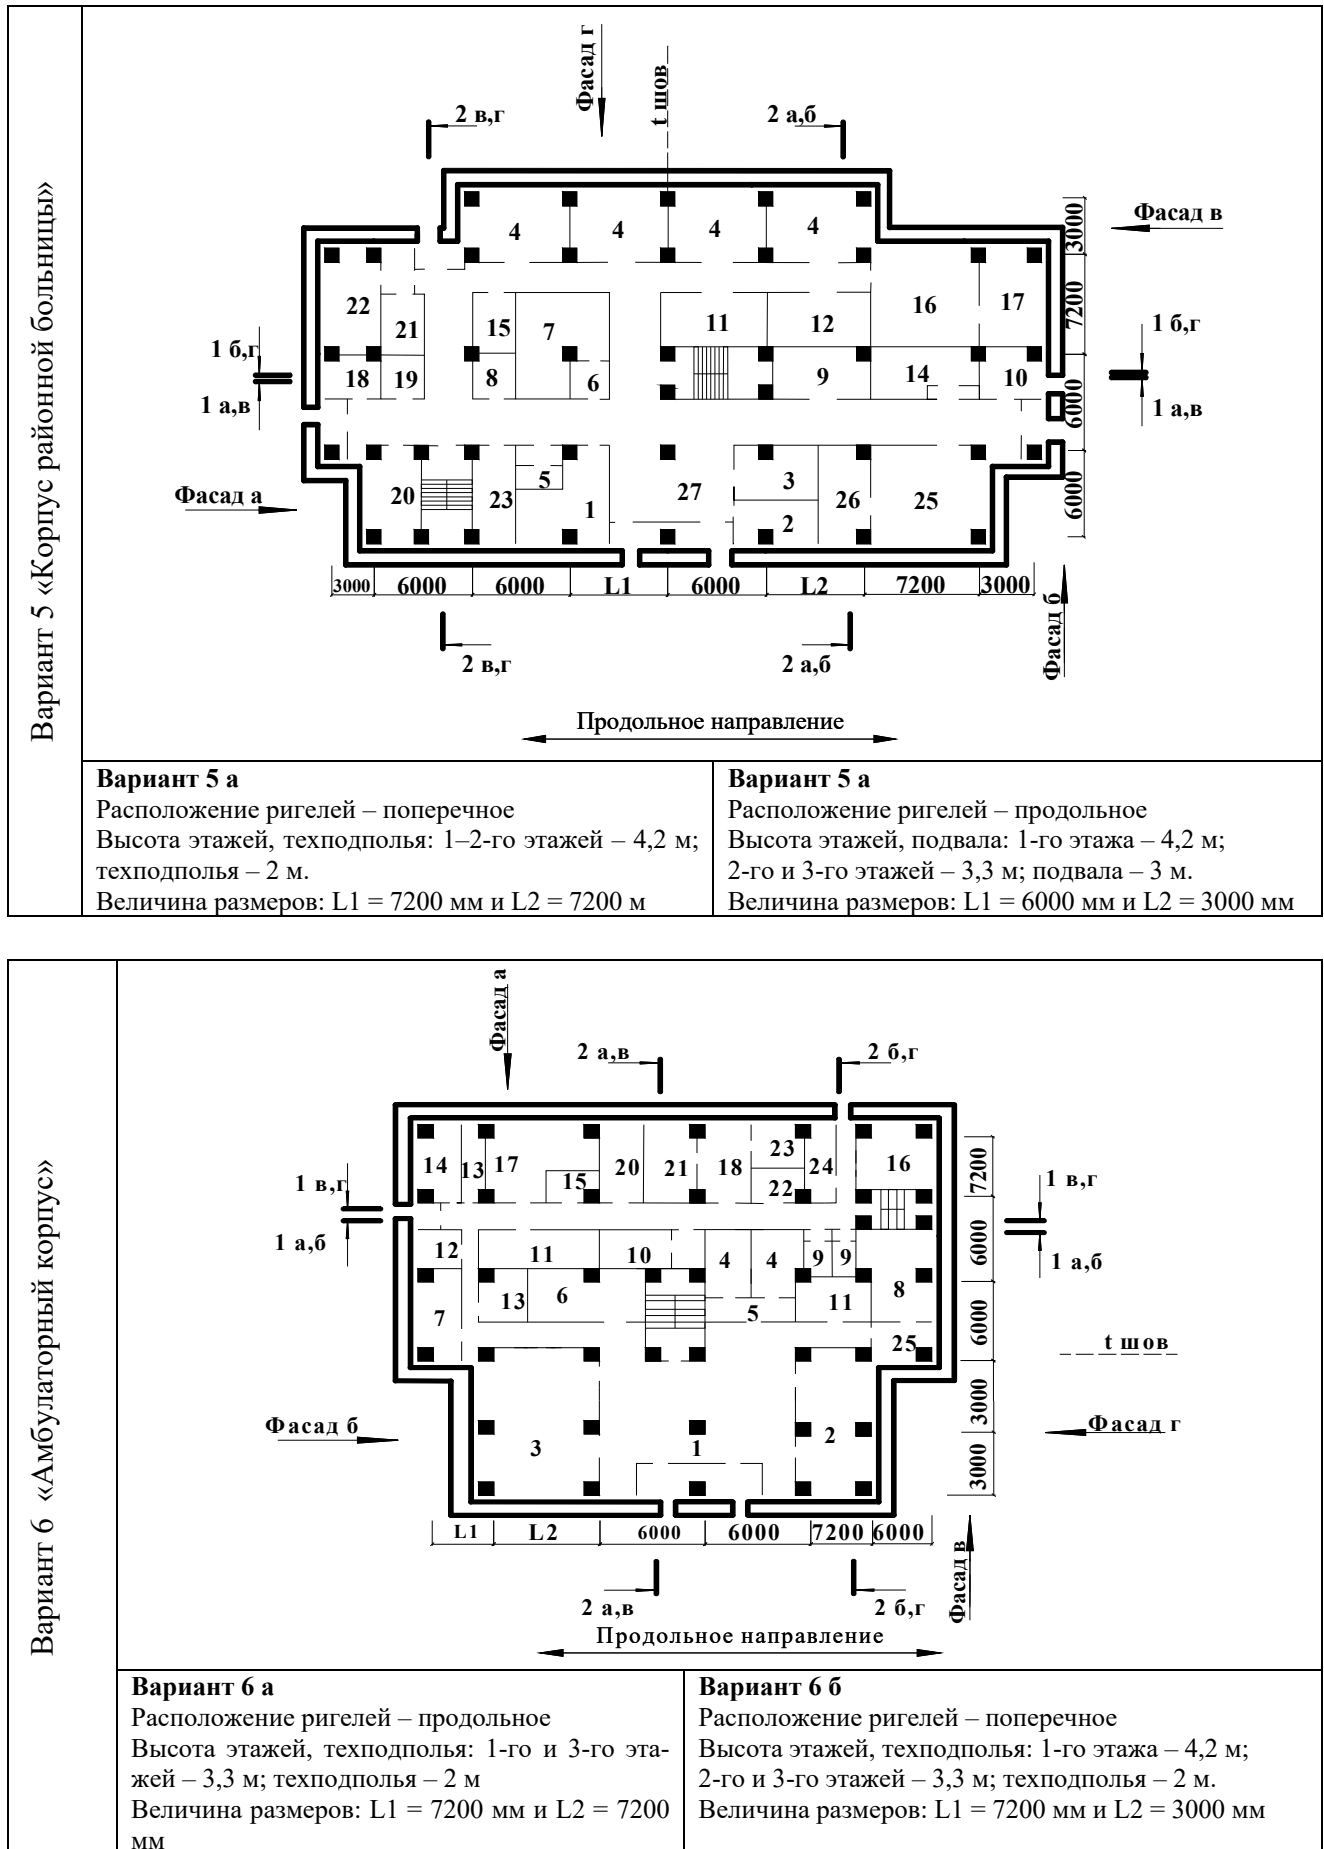 Вариант 5 «Корпус районной больницы»
Фасад г
t шов
2 в,г
2 а,б
Фасад в
4
4
4
4
3000
22
21
15
7
11
12
16
17
7200
1 б,г
1 б,г
18
19
8
6
9
14
10
1 а,в
1 а,в
6000
Фасад а
20
23
5
1
27
3
2
26
25
6000
3000
6000
6000
L1
6000
L2
7200
3000
Фасад б
2 в,г
2 а,б
Продольное направление
Вариант 5 а
Расположение ригелей – поперечное
Высота этажей, техподполья: 1–2-го этажей – 4,2 м;
техподполья – 2 м.
Величина размеров: L1 = 7200 мм и L2 = 7200 м
Вариант 5 а
Расположение ригелей – продольное
Высота этажей, подвала: 1-го этажа – 4,2 м;
2-го и 3-го этажей – 3,3 м; подвала – 3 м.
Величина размеров: L1 = 6000 мм и L2 = 3000 мм
Вариант 6 «Амбулаторный корпус»
Фасад а
2 а,в
2 б,г
14
13
17
15
20
21
18
23
22
24
16
7200
1 в,г
1 в,г
1 а,б
1 а,б
12
11
10
4
4
9
9
8
6000
7
13
6
5
11
25
6000
t шов
Фасад б
3
1
2
3000
Фасад г
3000
L1
L2
6000
6000
7200
6000
Фасад в
2 а,в
2 б,г
Продольное направление
Вариант 6 а
Расположение ригелей – продольное
Высота этажей, техподполья: 1-го и 3-го эта-
жей – 3,3 м; техподполья – 2 м
Величина размеров: L1 = 7200 мм и L2 = 7200
мм
Вариант 6 б
Расположение ригелей – поперечное
Высота этажей, техподполья: 1-го этажа – 4,2 м;
2-го и 3-го этажей – 3,3 м; техподполья – 2 м.
Величина размеров: L1 = 7200 мм и L2 = 3000 мм